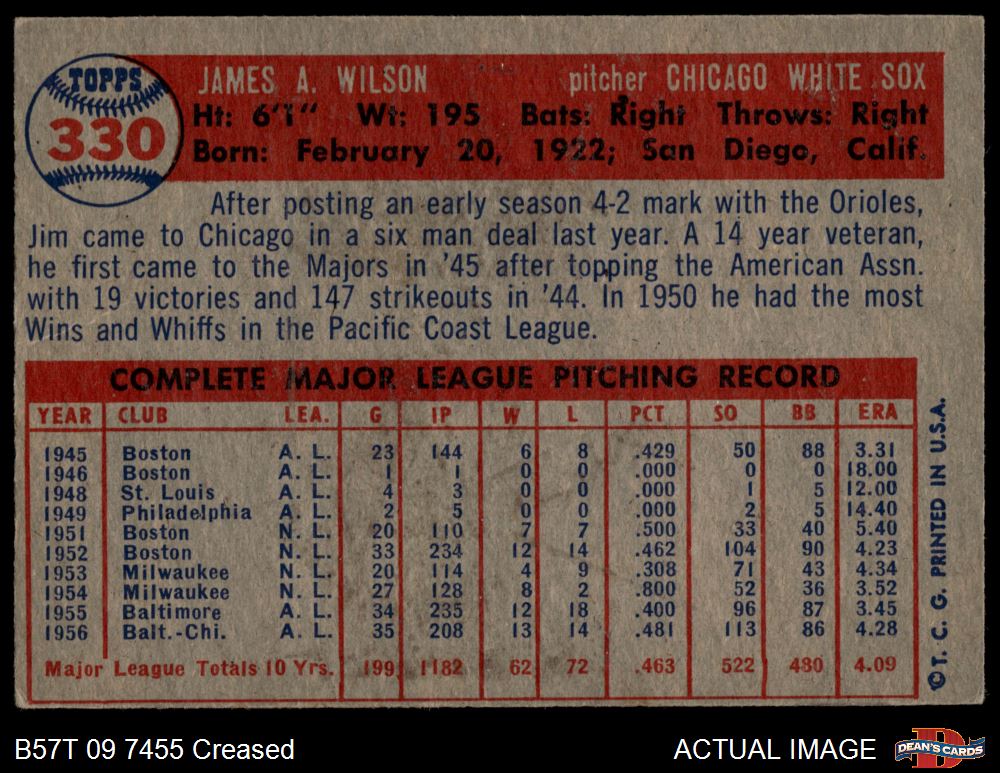 TOPPS
330
JAMES A. WILSON pitcher CHICAGO WHITE SOX
Ht: 6'1" Wt: 195 Bats: Right Throws: Right
Born: February 20, 1922; San Diego, Calif.
After posting an early season 4-2 mark with the Orioles,
Jim came to Chicago in a six man deal last year. A 14 year veteran,
he first came to the Majors in '45 after topping the American Assn.
with 19 victories and 147 strikeouts in '44. In 1950 he had the most
Wins and Whiffs in the Pacific Coast League.
COMPLETE MAJOR LEAGUE PITCHING RECORD
YEAR CLUB LEA. G IP W L PCT SO BB ERA
1945 Boston A. L. 23 144 6 8 .429 50 88 3.31
1946 Boston A. L. 1 1 0 0 .000 0 0 18.00
1948 St. Louis A. L. 4 3 0 0 .000 1 5 12.00
1949 Philadelphia A. L. 2 5 0 0 .000 2 5 14.40
1951 Boston N. L. 20 110 7 7 .500 33 40 5.40
1952 Boston N. L. 33 234 12 14 .462 104 90 4.23
1953 Milwaukee N. L. 20 114 4 9 .308 71 43 4.34
1954 Milwaukee N. L. 27 128 8 2 .800 52 36 3.52
1955 Baltimore A. L. 34 235 12 18 .400 96 87 3.45
1956 Balt.-Chi. A. L. 35 208 13 14 .481 113 86 4.28
Major League Totals 10 Yrs. 199 1182 62 72 .463 522 480 4.09
©T. C. G. PRINTED IN U.S.A.
B57T 09 7455 Creased ACTUAL IMAGE
DEAN'S CARDS